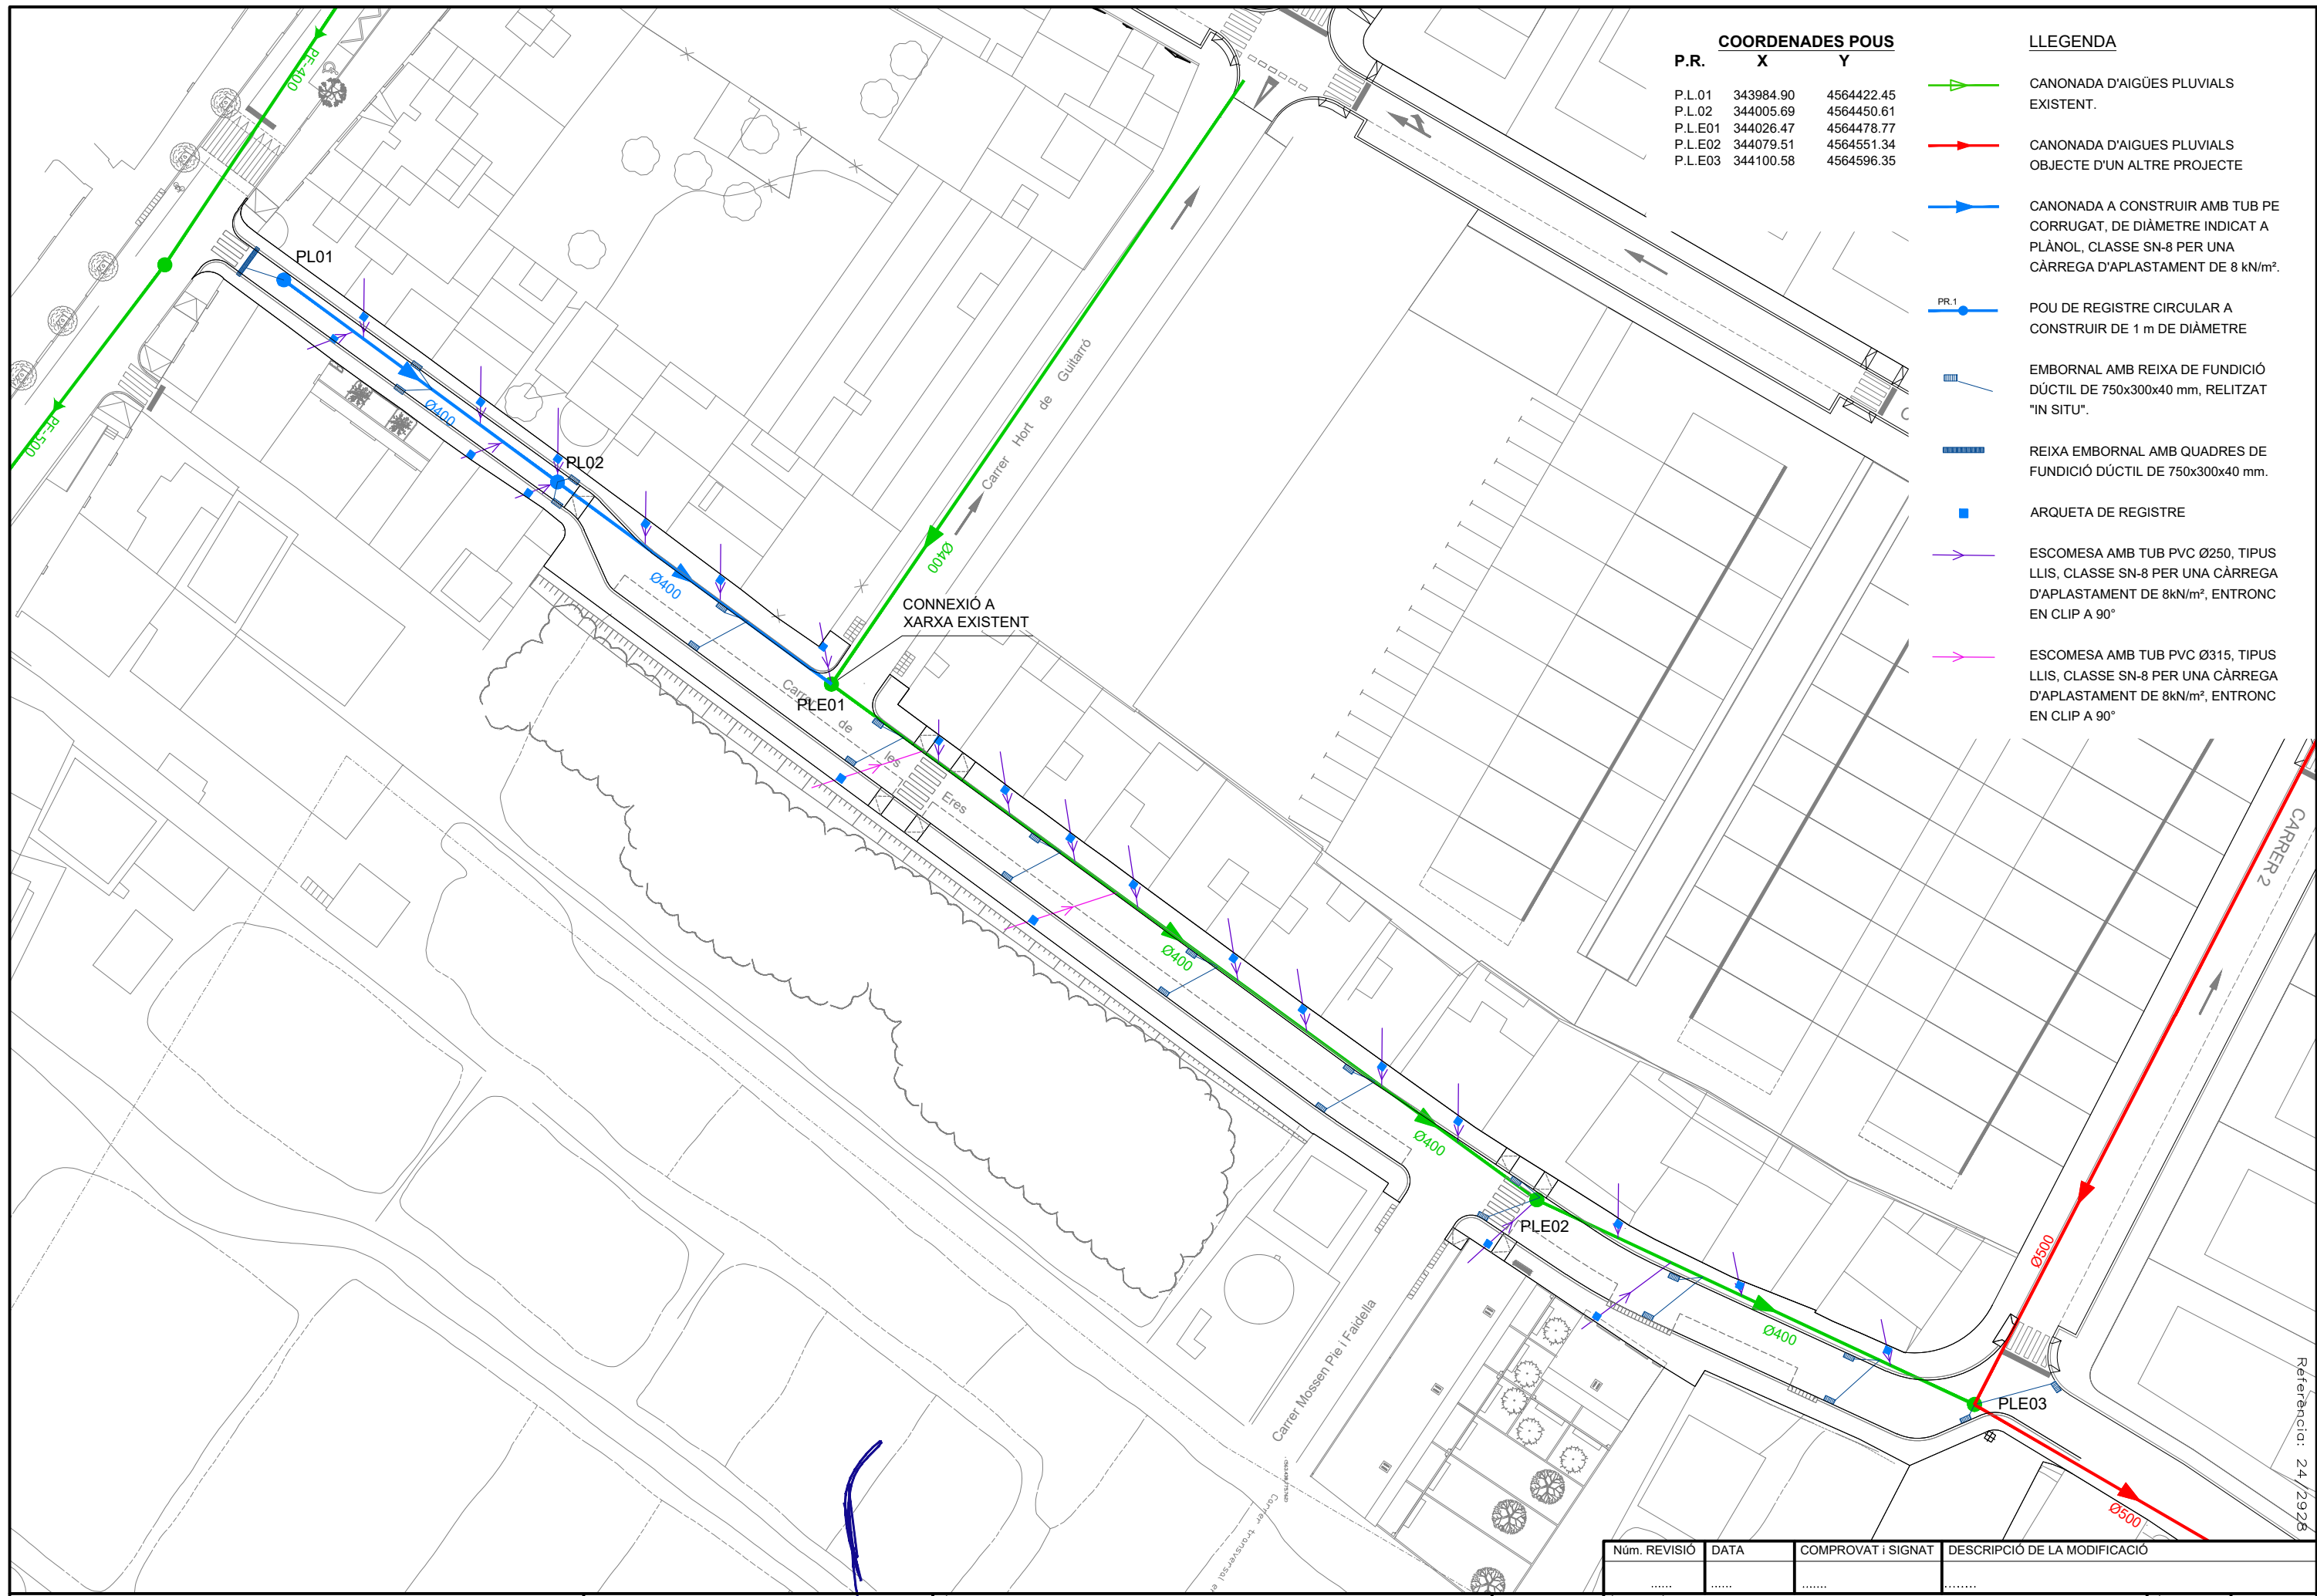 COORDENADES POUS
P.R. X Y
P.L.01 343984.90 4564422.45
P.L.02 344005.69 4564450.61
P.L.E01 344026.47 4564478.77
P.L.E02 344079.51 4564551.34
P.L.E03 344100.58 4564596.35
LLEGENDA
CANONADA D'AIGÜES PLUVIALS
EXISTENT.
CANONADA D'AIGUES PLUVIALS
OBJECTE D'UN ALTRE PROJECTE
CANONADA A CONSTRUIR AMB TUB PE
CORRUGAT, DE DIÀMETRE INDICAT A
PLÀNOL, CLASSE SN-8 PER UNA
CÀRREGA D'APLASTAMENT DE 8 kN/m².
PR.1
POU DE REGISTRE CIRCULAR A
CONSTRUIR DE 1 m DE DIÀMETRE
EMBORNAL AMB REIXA DE FUNDICIÓ
DÚCTIL DE 750x300x40 mm, RELITZAT
"IN SITU".
REIXA EMBORNAL AMB QUADRES DE
FUNDICIÓ DÚCTIL DE 750x300x40 mm.
ARQUETA DE REGISTRE
ESCOMESA AMB TUB PVC Ø250, TIPUS
LLIS, CLASSE SN-8 PER UNA CÀRREGA
D'APLASTAMENT DE 8kN/m², ENTRONC
EN CLIP A 90°
ESCOMESA AMB TUB PVC Ø315, TIPUS
LLIS, CLASSE SN-8 PER UNA CÀRREGA
D'APLASTAMENT DE 8kN/m², ENTRONC
EN CLIP A 90°
PF-400
PL01
PF-500
Ø400
PL02
Carrer Hort de Guitarró
Ø400
Ø400
CONNEXIÓ A
XARXA EXISTENT
PLE01
Carrer de les Eres
CARRER 2
Ø400
Ø400
PLE02
Ø500
Ø400
Carrer Mossen Pie i Faidella
PLE03
Ø500
Carrer transversal
Referència: 24/2928
Núm. REVISIÓ DATA COMPROVAT i SIGNAT DESCRIPCIÓ DE LA MODIFICACIÓ
...... ...... ....... .........